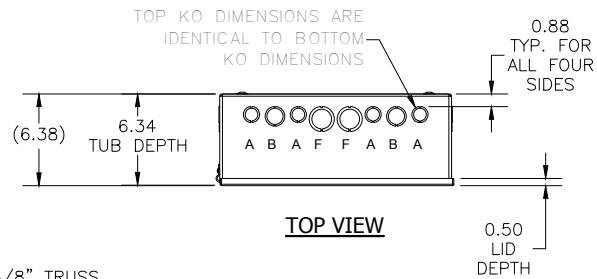 TOP KO DIMENSIONS ARE
IDENTICAL TO BOTTOM
KO DIMENSIONS
0.88
TYP. FOR
ALL FOUR
SIDES
(6.38)
6.34
TUB DEPTH
A B A F F A B A
TOP VIEW
0.50
LID
DEPTH
/8" TRUSS